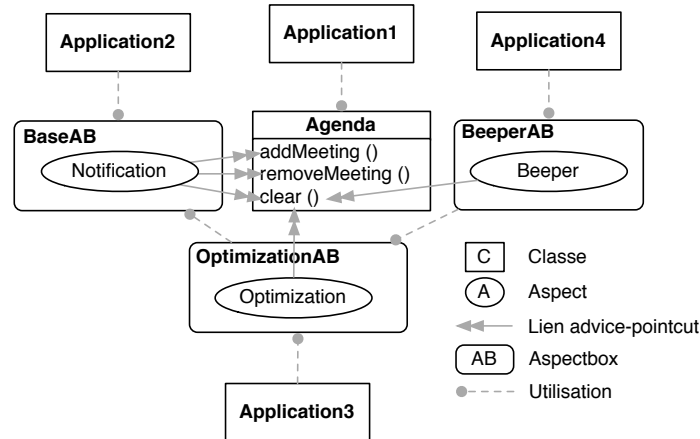 Application2
Application1
Application4
BaseAB
Notification
Agenda
addMeeting ()
removeMeeting ()
clear ()
BeeperAB
Beeper
OptimizationAB
Optimization
Application3
C Classe
A Aspect
Lien advice-pointcut
AB Aspectbox
Utilisation